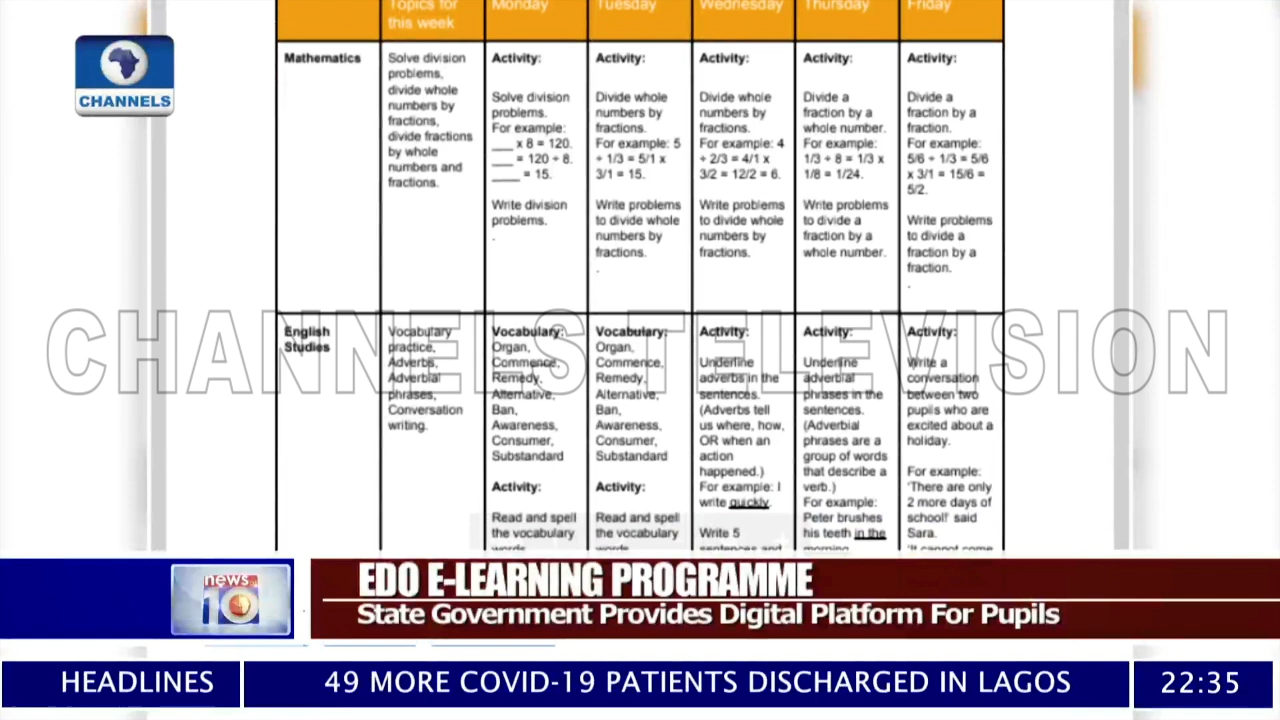 Topics for
this week
Monday
Tuesday
Wednesday
Thursday
Friday
CHANNELS
Mathematics
Solve division
problems,
divide whole
numbers by
fractions,
divide fractions
by whole
numbers and
fractions.
Activity:
Solve division
problems.
For example:
___ x 8 = 120.
___ = 120 ÷ 8.
____ = 15.
Write division
problems.
.
Activity:
Divide whole
numbers by
fractions.
For example: 5
÷ 1/3 = 5/1 x
3/1 = 15.
Write problems
to divide whole
numbers by
fractions.
.
Activity:
Divide whole
numbers by
fractions.
For example: 4
÷ 2/3 = 4/1 x
3/2 = 12/2 = 6.
Write problems
to divide whole
numbers by
fractions.
Activity:
Divide a
fraction by a
whole number.
1/3 ÷ 8 = 1/3 x
1/8 = 1/24.
Write problems
to divide a
fraction by a
whole number.
Activity:
Divide a
fraction by a
fraction.
5/6 ÷ 1/3 = 5/6
x 3/1 = 15/6 =
5/2.
Write problems
to divide a
fraction by a
fraction.
.
CHANNELS TELEVISION
English
Studies
Vocabulary
practice,
Adverbs,
Adverbial
phrases,
Conversation
writing.
Vocabulary:
Organ,
Commence,
Remedy,
Alternative,
Ban,
Awareness,
Consumer,
Substandard
Activity:
Read and spell
the vocabulary
words
Vocabulary:
Organ,
Commence,
Remedy,
Alternative,
Ban,
Awareness,
Consumer,
Substandard
Activity:
Read and spell
the vocabulary
words
Activity:
Underline
adverbs in the
sentences.
(Adverbs tell
us where, how,
OR when an
action
happened.)
For example: I
write quickly.
Write 5
sentences and
Activity:
Underline
adverbial
phrases in the
sentences.
(Adverbial
phrases are a
group of words
that describe a
verb.)
For example:
Peter brushes
his teeth in the
morning
Activity:
Write a
conversation
between two
pupils who are
excited about a
holiday.
For example:
'There are only
2 more days of
school!' said
Sara.
'It cannot come
news at
10
EDO E-LEARNING PROGRAMME
State Government Provides Digital Platform For Pupils
HEADLINES
49 MORE COVID-19 PATIENTS DISCHARGED IN LAGOS
22:35